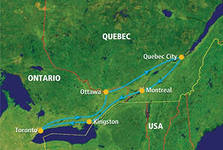 QUEBEC
Quebec City
ONTARIO
Ottawa
Montreal
Kingston
Toronto
USA